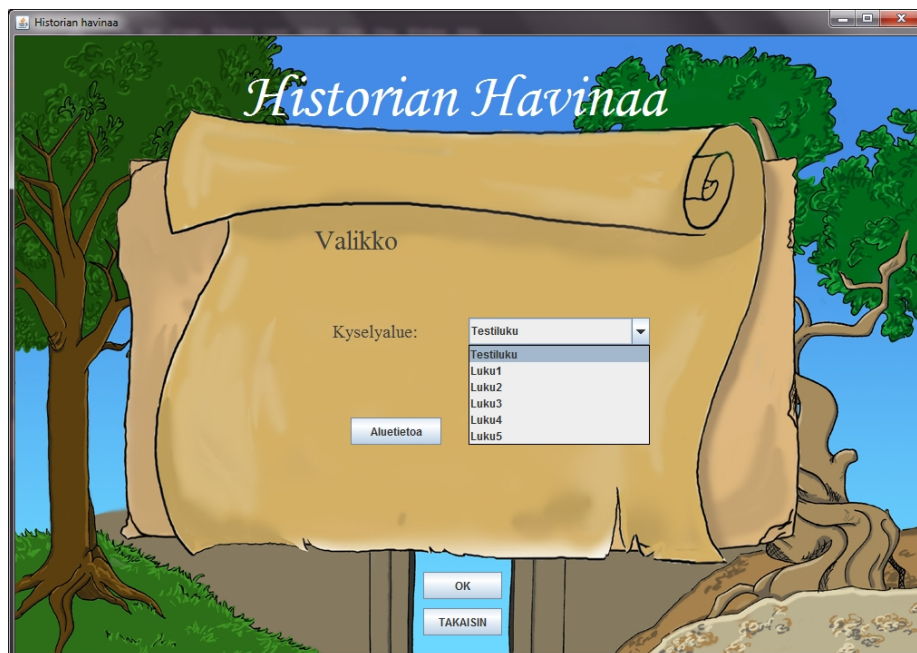 Historian havinaa
Historian Havinaa
Valikko
Kyselyalue:
Testiluku
Testiluku
Luku1
Luku2
Luku3
Luku4
Luku5
Aluetietoa
OK
TAKAISIN